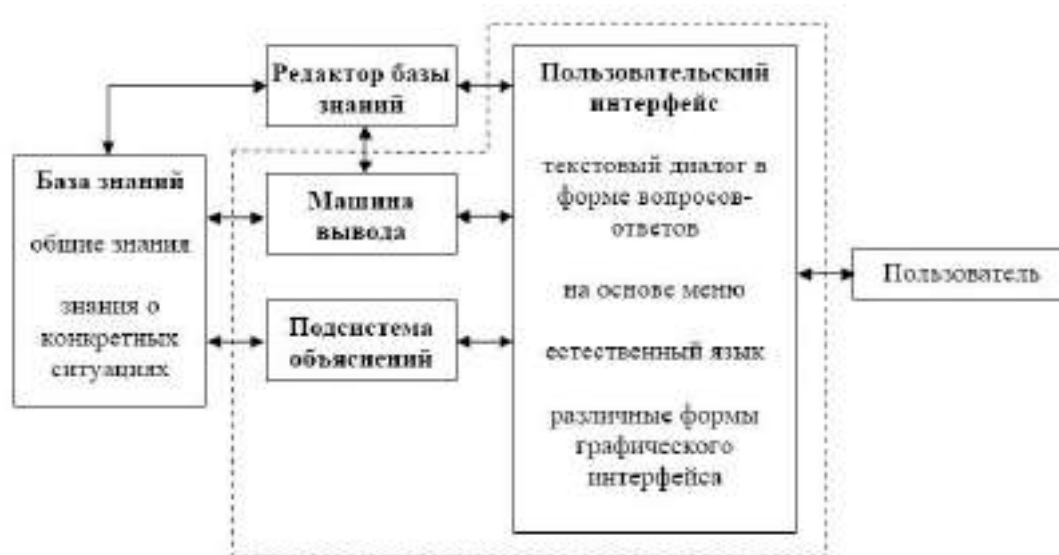 Редактор базы
знаний
Пользовательский
интерфейс
текстовый диалог в
форме вопросов-
ответов
на основе меню
естественный язык
различные формы
графического
интерфейса
База знаний
общие знания
знания о
конкретных
ситуациях
Машина
вывода
Подсистема
объяснений
Пользователь